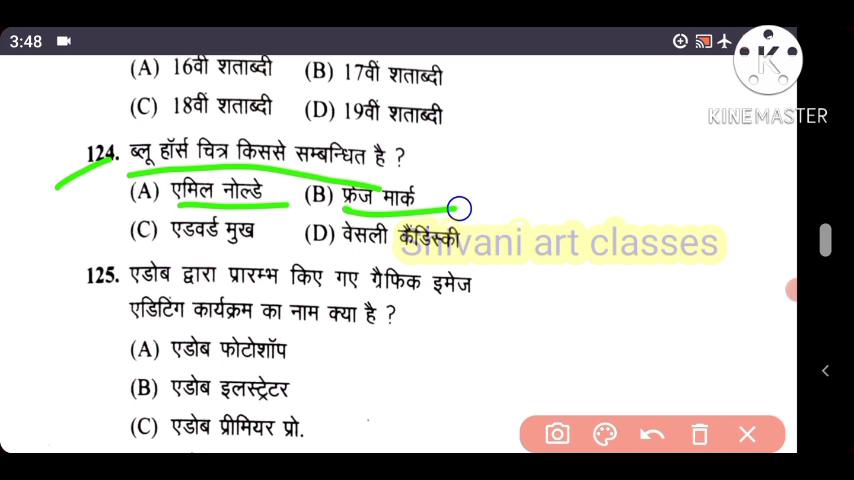 3:48
K
KINEMASTER
(A) 16वी शताब्दी (B) 17वीं शताब्दी
(C) 18वीं शताब्दी (D) 19वीं शताब्दी
124. ब्लू हॉर्स चित्र किससे सम्बन्धित है ?
(A) एमिल नोल्डे (B) फ्रेंज मार्क
(C) एडवर्ड मुख (D) वेसली कैंडिंस्की
Shivani art classes
125. एडोब द्वारा प्रारम्भ किए गए ग्रैफिक इमेज
एडिटिंग कार्यक्रम का नाम क्या है ?
(A) एडोब फोटोशॉप
(B) एडोब इलस्ट्रेटर
(C) एडोब प्रीमियर प्रो.